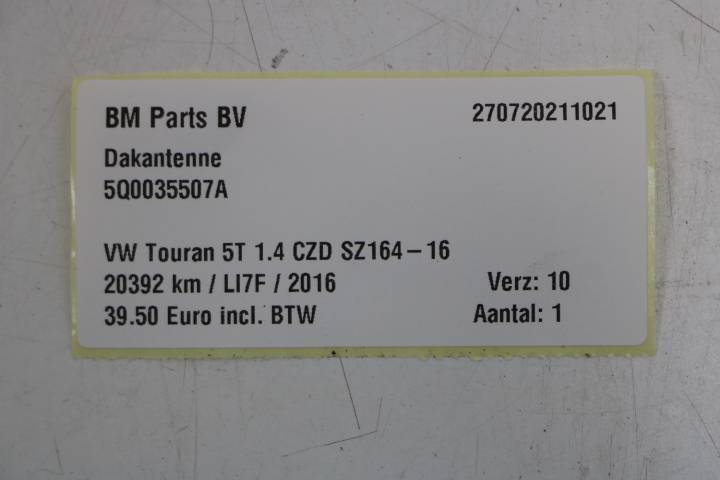 BM Parts BV 270720211021
Dakantenne
5Q0035507A
VW Touran 5T 1.4 CZD SZ164-16
20392 km / LI7F / 2016 Verz: 10
39.50 Euro incl. BTW Aantal: 1